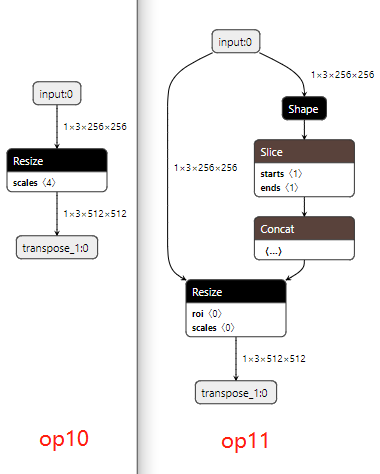 input:0
1×3×256×256
Resize
scales ⟨4⟩
1×3×512×512
transpose_1:0
op10
input:0
1×3×256×256
Shape
1×3×256×256
Slice
starts ⟨1⟩
ends ⟨1⟩
Concat
⟨...⟩
Resize
roi ⟨0⟩
scales ⟨0⟩
1×3×512×512
transpose_1:0
op11